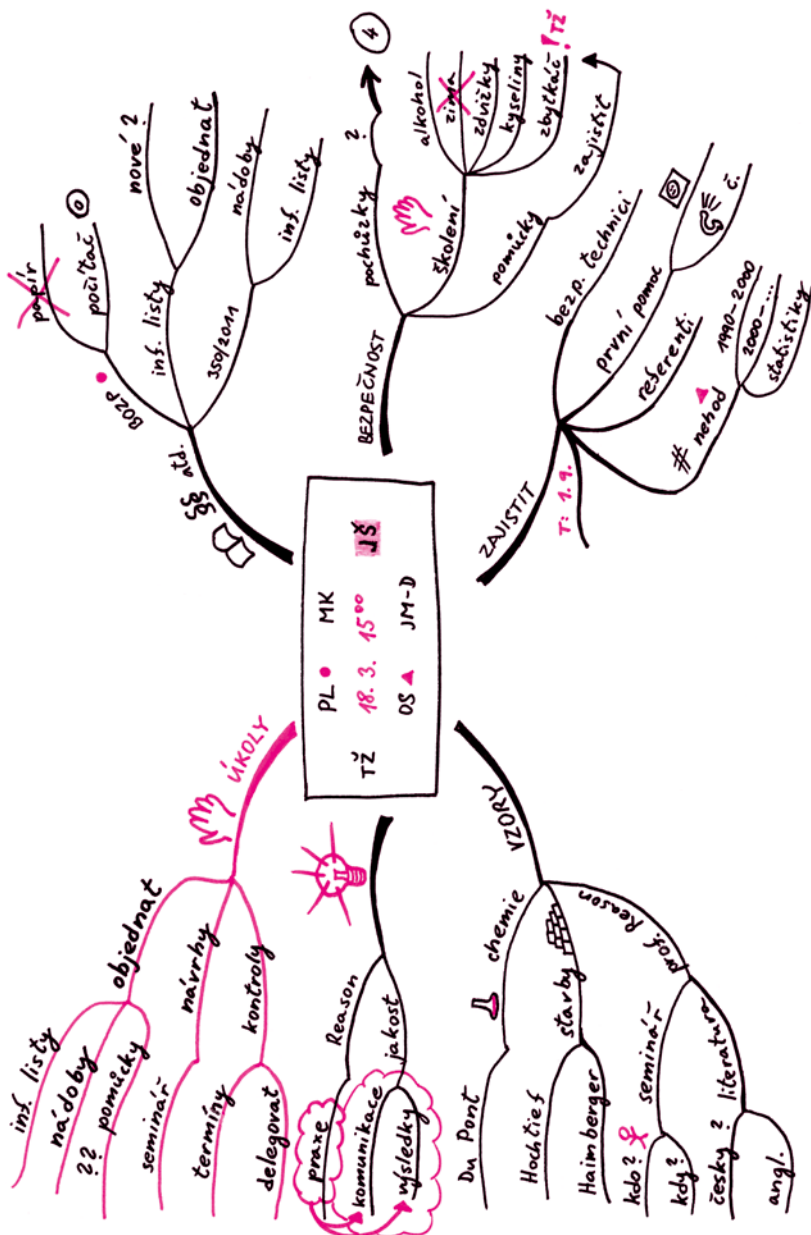 TŽ
PL
MK
18. 3. 15⁰⁰
JŠ
OS
JM-D
§§ atd.
BOZP
papír
počítač
0
inf. listy
nové ?
objednat
350/2011
nádoby
inf. listy
BEZPEČNOST
pochůzky
?
4
školení
alkohol
zima
zdvižky
kyseliny
zbytkáč
! TŽ
pomůcky
zajistit
ZAJISTIT
bezp. technici
první pomoc
č.
referenti
# nehod
1990-2000
2000-...
statistiky
T: 1. 9.
VZORY
chemie
Du Pont
stavby
Hochtief
Haimberger
prof. Reason
seminář
kdo?
kdy?
literatura
česky ?
angl.
Reason
praxe
jakost
komunikace
výsledky
ÚKOLY
objednat
inf. listy
nádoby
?? pomůcky
návrhy
seminář
kontroly
termíny
delegovat